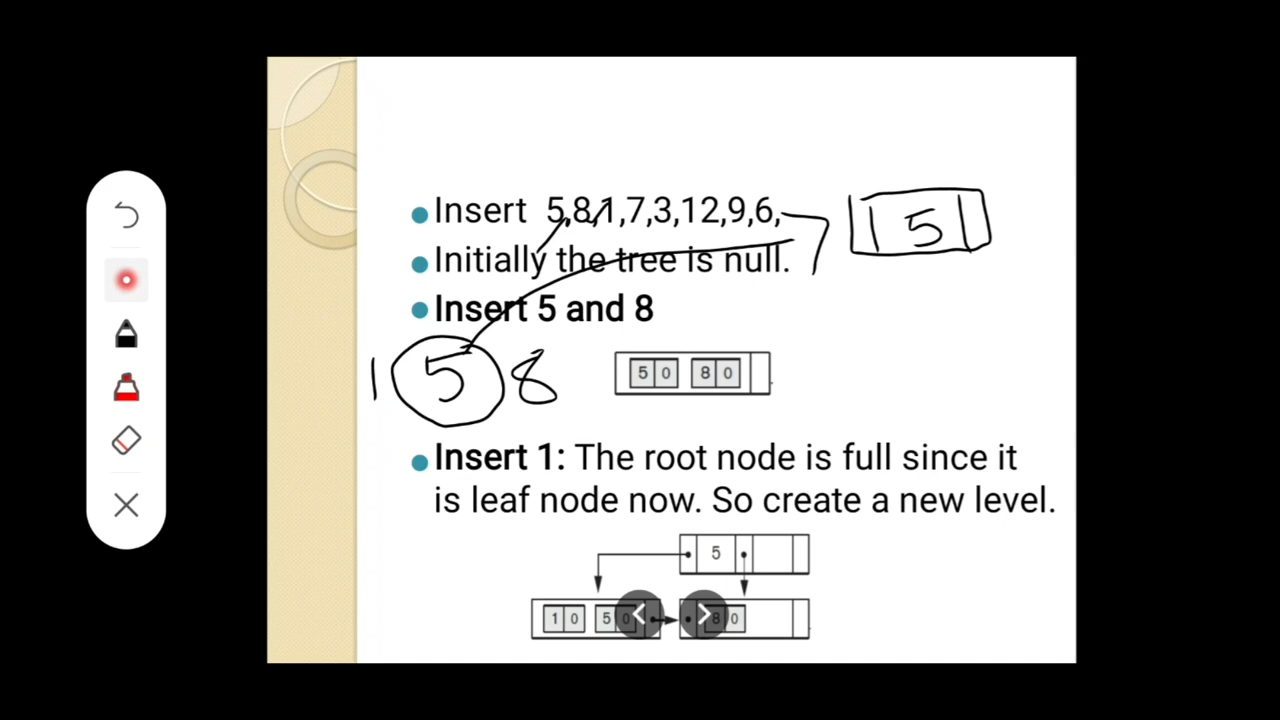 Insert 5,8,1,7,3,12,9,6,
5
Initially the tree is null.
Insert 5 and 8
1 5 8
5 0 8 0
Insert 1: The root node is full since it
is leaf node now. So create a new level.
5
1 0 5 0 8 0